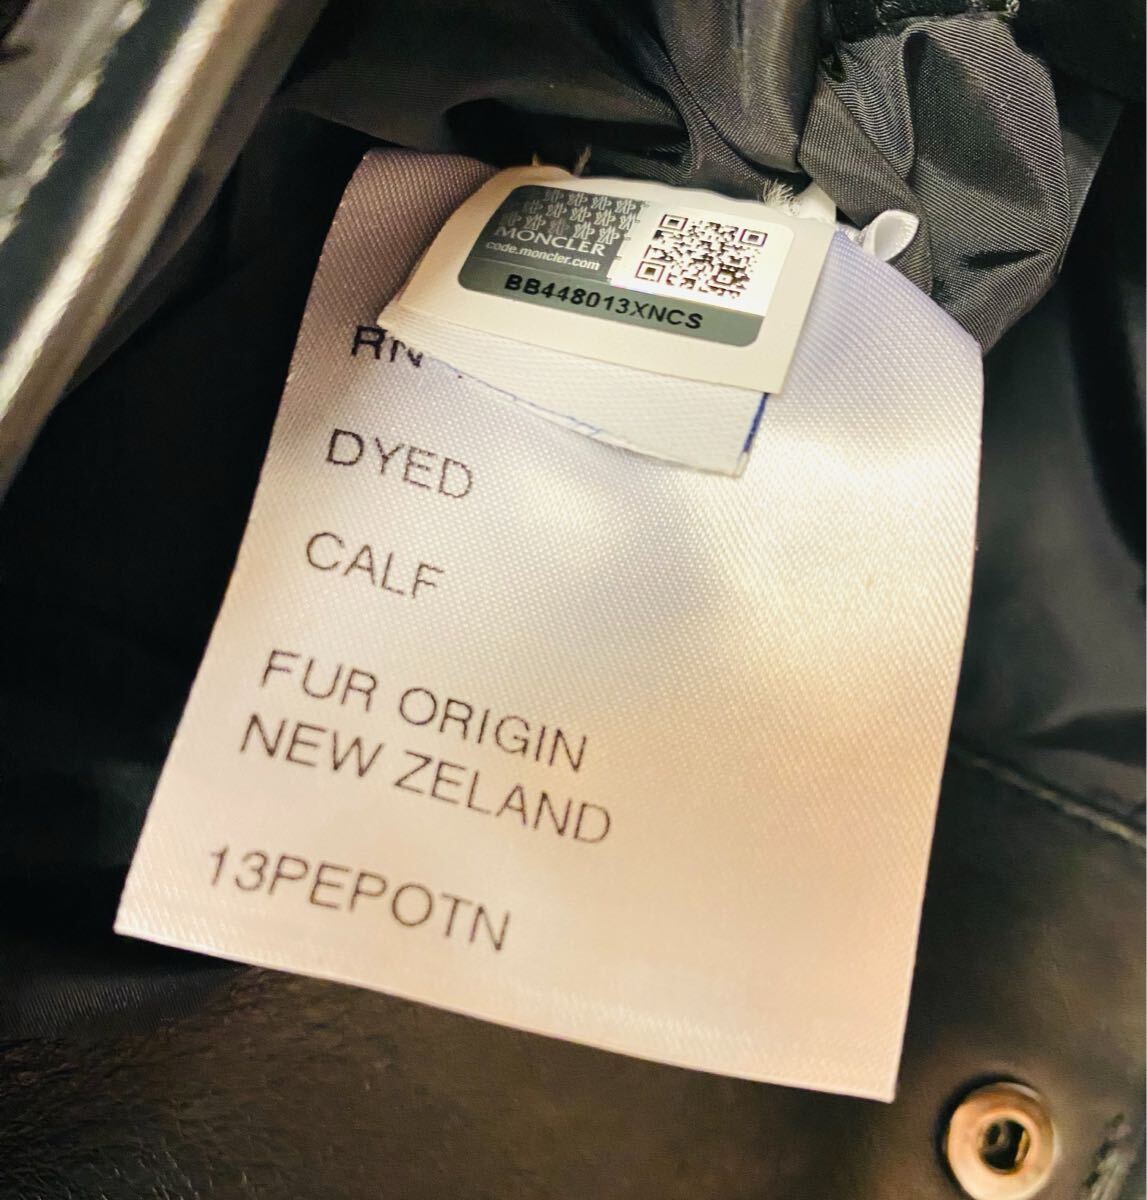 MONCLER
code.moncler.com
BB448013XNCS
RN
DYED
CALF
FUR ORIGIN
NEW ZELAND
13PEPOTN